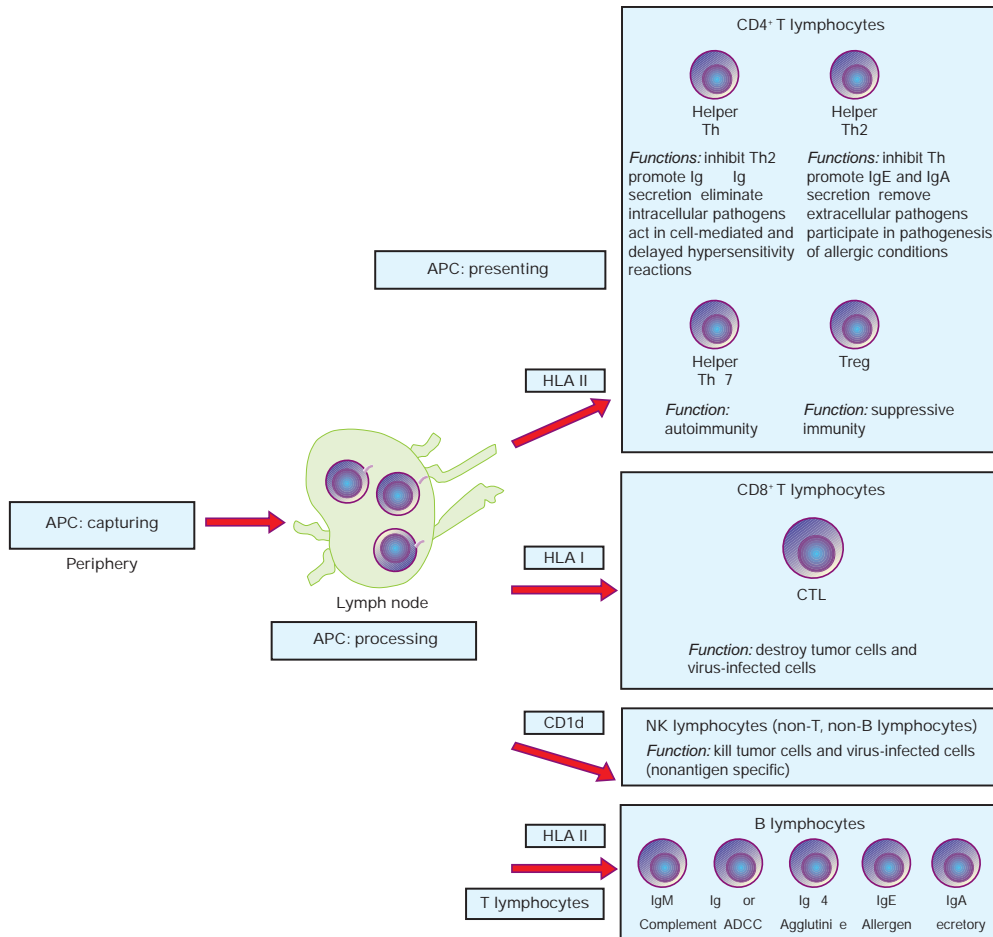 CD4⁺ T lymphocytes
Helper
Th
Helper
Th2
Functions: inhibit Th2
promote Ig Ig
secretion eliminate
intracellular pathogens
act in cell-mediated and
delayed hypersensitivity
reactions
Functions: inhibit Th
promote IgE and IgA
secretion remove
extracellular pathogens
participate in pathogenesis
of allergic conditions
APC: presenting
Helper
Th 7
Treg
HLA II
Function:
autoimmunity
Function: suppressive
immunity
CD8⁺ T lymphocytes
APC: capturing
Periphery
HLA I
CTL
Lymph node
APC: processing
Function: destroy tumor cells and
virus-infected cells
CD1d
NK lymphocytes (non-T, non-B lymphocytes)
Function: kill tumor cells and virus-infected cells
(nonantigen specific)
HLA II
B lymphocytes
T lymphocytes
IgM Ig or Ig 4 IgE IgA
Complement ADCC Agglutini e Allergen ecretory